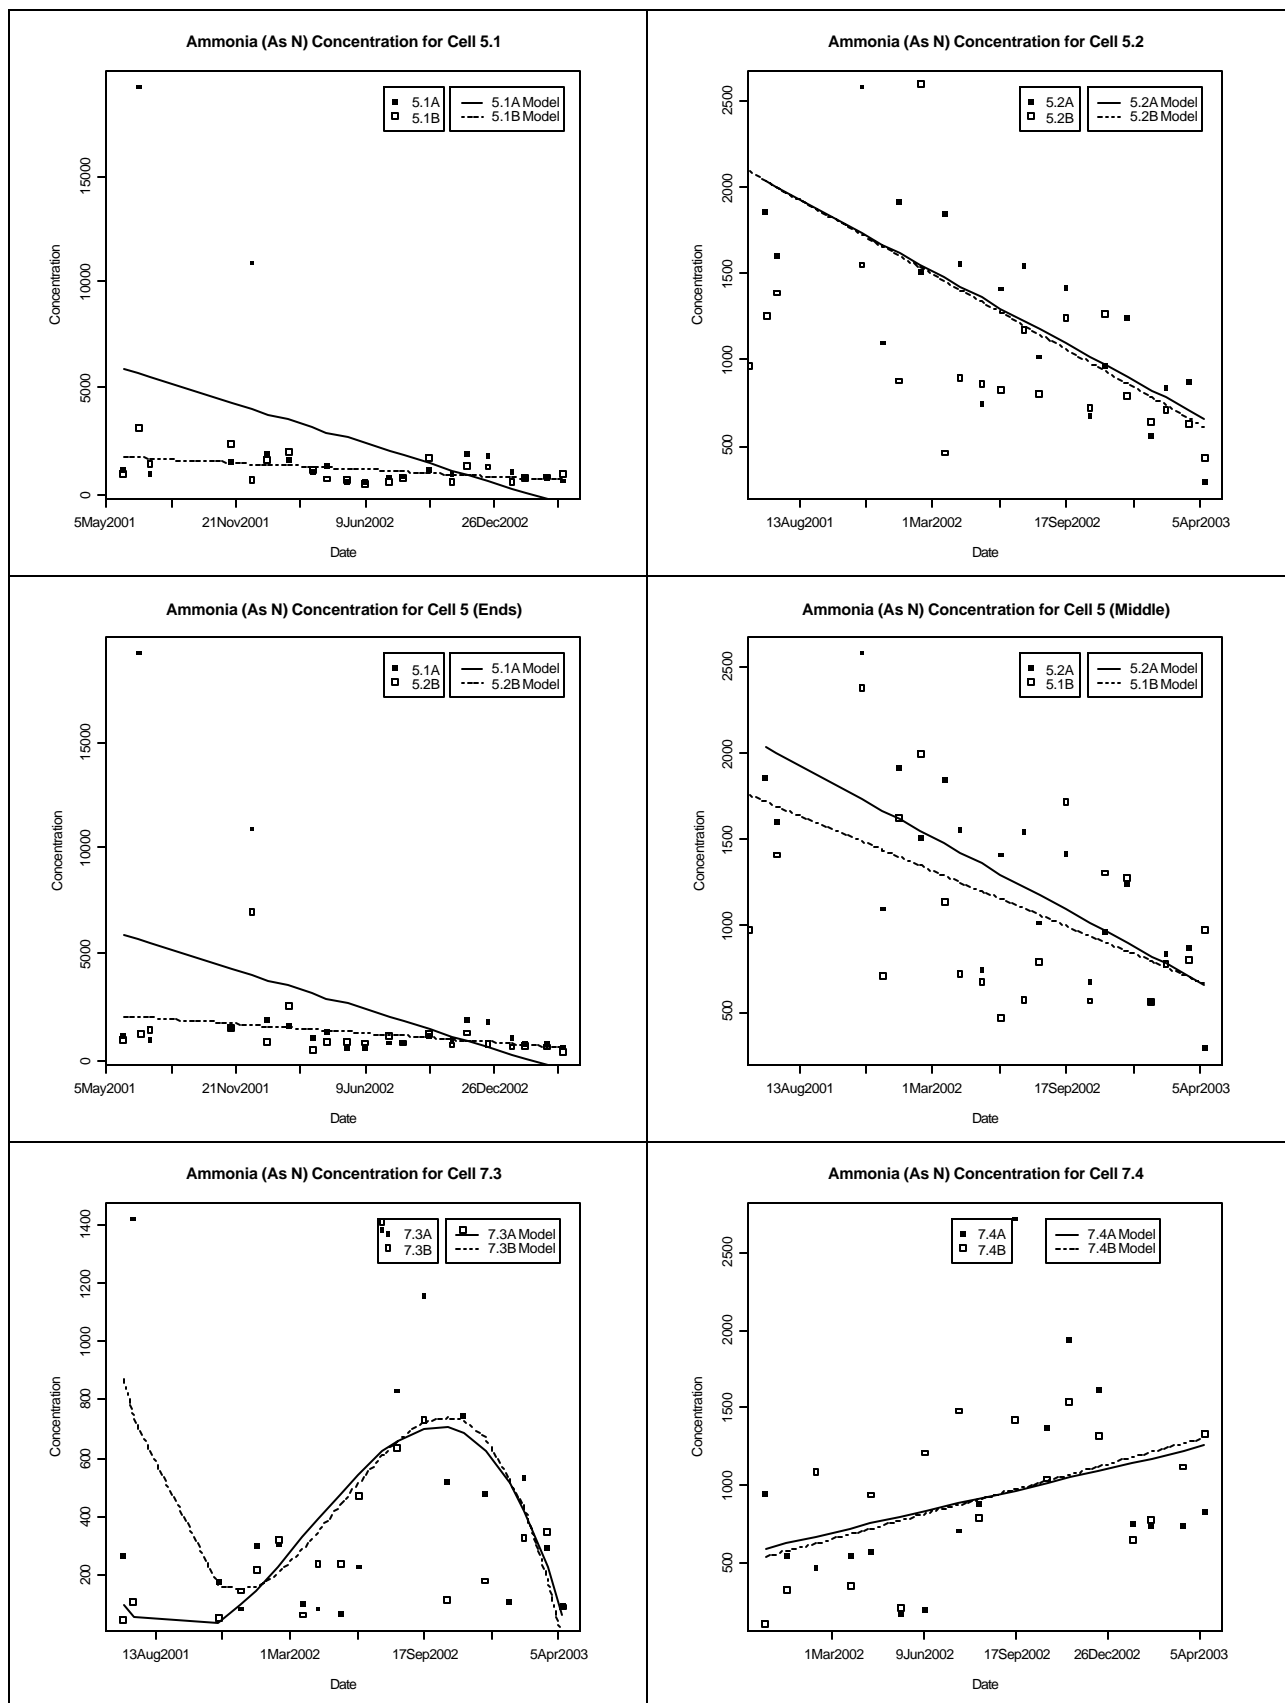 Ammonia (As N) Concentration for Cell 5.1
5.1A
5.1B
5.1A Model
5.1B Model
Concentration
0
5000
10000
15000
5May2001
21Nov2001
9Jun2002
26Dec2002
Date
Ammonia (As N) Concentration for Cell 5.2
5.2A
5.2B
5.2A Model
5.2B Model
Concentration
500
1000
1500
2000
2500
13Aug2001
1Mar2002
17Sep2002
5Apr2003
Date
Ammonia (As N) Concentration for Cell 5 (Ends)
5.1A
5.2B
5.1A Model
5.2B Model
Concentration
0
5000
10000
15000
5May2001
21Nov2001
9Jun2002
26Dec2002
Date
Ammonia (As N) Concentration for Cell 5 (Middle)
5.2A
5.1B
5.2A Model
5.1B Model
Concentration
500
1000
1500
2000
2500
13Aug2001
1Mar2002
17Sep2002
5Apr2003
Date
Ammonia (As N) Concentration for Cell 7.3
7.3A
7.3B
7.3A Model
7.3B Model
Concentration
200
400
600
800
1000
1200
1400
13Aug2001
1Mar2002
17Sep2002
5Apr2003
Date
Ammonia (As N) Concentration for Cell 7.4
7.4A
7.4B
7.4A Model
7.4B Model
Concentration
500
1000
1500
2000
2500
1Mar2002
9Jun2002
17Sep2002
26Dec2002
5Apr2003
Date